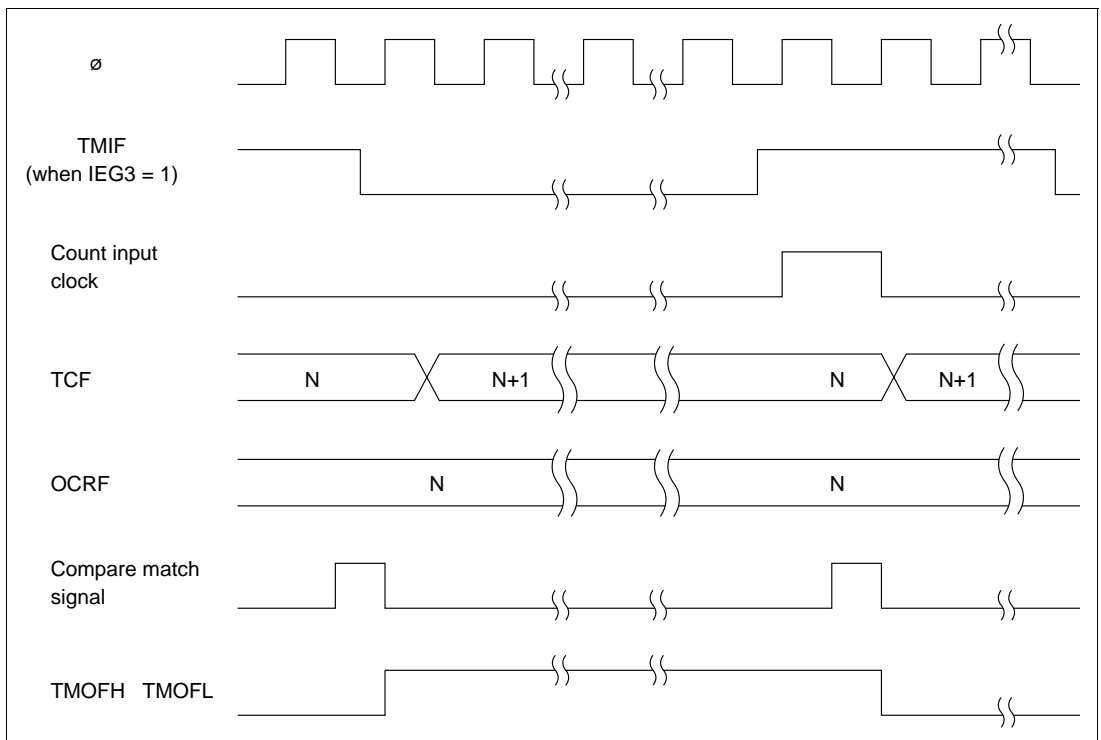 ø
TMIF
(when IEG3 = 1)
Count input
clock
TCF N N+1 N N+1
OCRF N N
Compare match
signal
TMOFH TMOFL